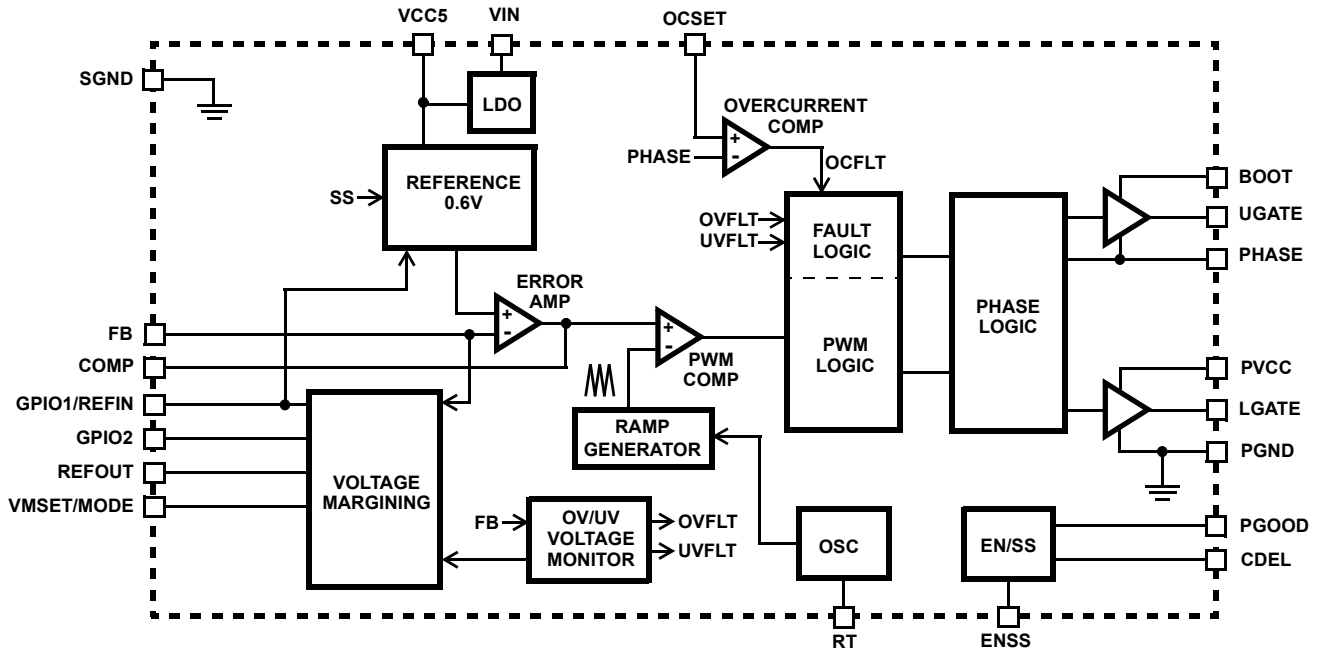 VCC5
VIN
OCSET
SGND
LDO
OVERCURRENT
COMP
+
-
PHASE
OCFLT
REFERENCE
0.6V
SS
BOOT
UGATE
PHASE
OVFLT
UVFLT
FAULT
LOGIC
ERROR
AMP
+
-
+
-
PWM
COMP
PWM
LOGIC
PHASE
LOGIC
FB
COMP
GPIO1/REFIN
GPIO2
REFOUT
VMSET/MODE
PVCC
LGATE
PGND
RAMP
GENERATOR
VOLTAGE
MARGINING
FB
OV/UV
VOLTAGE
MONITOR
OVFLT
UVFLT
OSC
EN/SS
PGOOD
CDEL
RT
ENSS